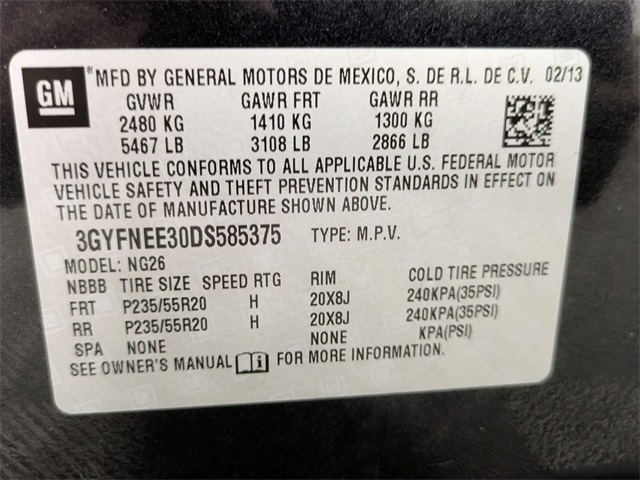 GM ®MFD BY GENERAL MOTORS DE MEXICO, S. DE R.L. DE C.V. 02/13
GVWR GAWR FRT GAWR RR
2480 KG 1410 KG 1300 KG
5467 LB 3108 LB 2866 LB
THIS VEHICLE CONFORMS TO ALL APPLICABLE U.S. FEDERAL MOTOR
VEHICLE SAFETY AND THEFT PREVENTION STANDARDS IN EFFECT ON
THE DATE OF MANUFACTURE SHOWN ABOVE.
3GYFNEE30DS585375 TYPE: M.P.V.
MODEL: NG26
NBBB TIRE SIZE SPEED RTG RIM COLD TIRE PRESSURE
FRT P235/55R20 H 20X8J 240KPA(35PSI)
RR P235/55R20 H 20X8J 240KPA(35PSI)
SPA NONE NONE KPA(PSI)
SEE OWNER'S MANUAL FOR MORE INFORMATION.